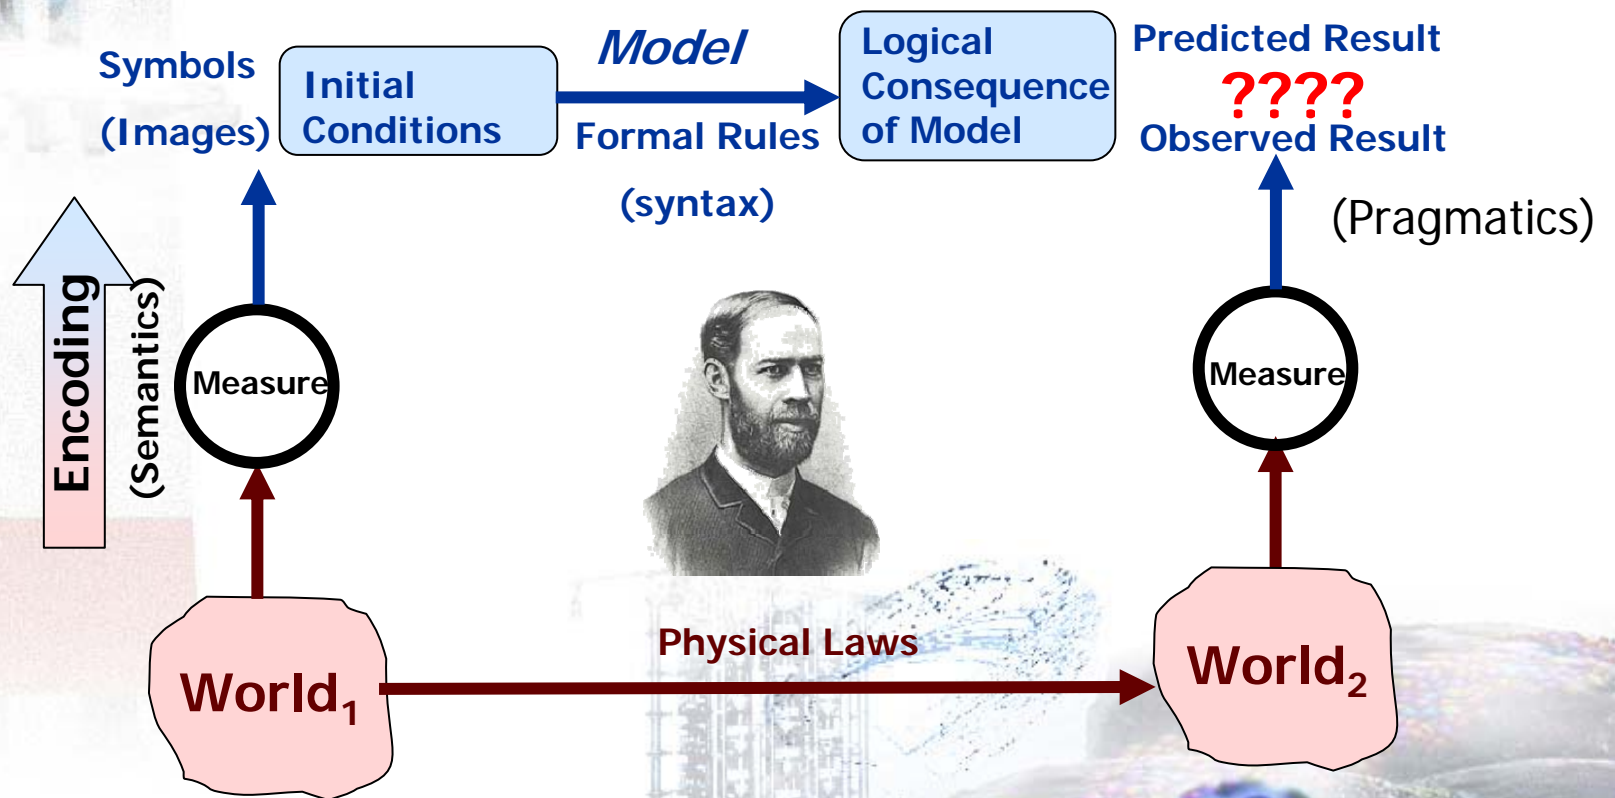 Symbols
(Images)
Initial
Conditions
Model
Formal Rules
(syntax)
Logical
Consequence
of Model
Predicted Result
????
Observed Result
(Pragmatics)
Encoding
(Semantics)
Measure
Measure
Physical Laws
World1
World2